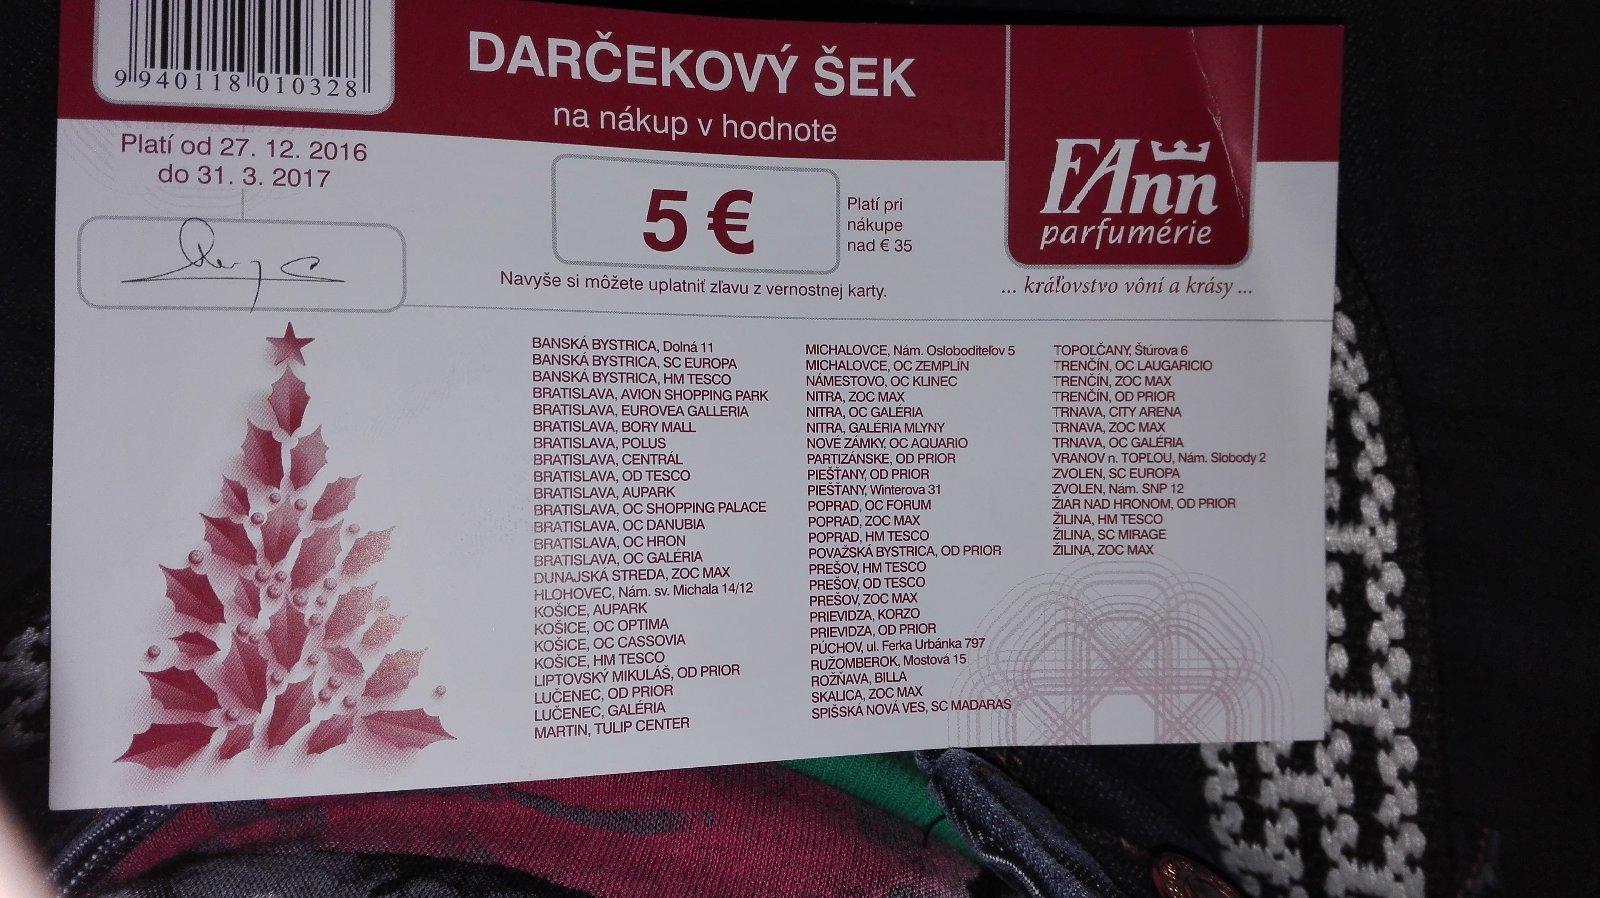 9 940118 010328
DARČEKOVÝ ŠEK
na nákup v hodnote
Platí od 27. 12. 2016
do 31. 3. 2017
5 €
Platí pri
nákupe
nad € 35
Navyše si môžete uplatniť zľavu z vernostnej karty.
FAnn
parfumérie
... kráľovstvo vôní a krásy ...
BANSKÁ BYSTRICA, Dolná 11
BANSKÁ BYSTRICA, SC EUROPA
BANSKÁ BYSTRICA, HM TESCO
BRATISLAVA, AVION SHOPPING PARK
BRATISLAVA, EUROVEA GALLERIA
BRATISLAVA, BORY MALL
BRATISLAVA, POLUS
BRATISLAVA, CENTRÁL
BRATISLAVA, OD TESCO
BRATISLAVA, AUPARK
BRATISLAVA, OC SHOPPING PALACE
BRATISLAVA, OC DANUBIA
BRATISLAVA, OC HRON
BRATISLAVA, OC GALÉRIA
DUNAJSKÁ STREDA, ZOC MAX
HLOHOVEC, Nám. sv. Michala 14/12
KOŠICE, AUPARK
KOŠICE, OC OPTIMA
KOŠICE, OC CASSOVIA
KOŠICE, HM TESCO
LIPTOVSKÝ MIKULÁŠ, OD PRIOR
LUČENEC, OD PRIOR
LUČENEC, GALÉRIA
MARTIN, TULIP CENTER
MICHALOVCE, Nám. Osloboditeľov 5
MICHALOVCE, OC ZEMPLÍN
NÁMESTOVO, OC KLINEC
NITRA, ZOC MAX
NITRA, OC GALÉRIA
NITRA, GALÉRIA MLYNY
NOVÉ ZÁMKY, OC AQUARIO
PARTIZÁNSKE, OD PRIOR
PIEŠŤANY, OD PRIOR
PIEŠŤANY, Winterova 31
POPRAD, OC FORUM
POPRAD, ZOC MAX
POPRAD, HM TESCO
POVAŽSKÁ BYSTRICA, OD PRIOR
PREŠOV, HM TESCO
PREŠOV, OD TESCO
PREŠOV, ZOC MAX
PRIEVIDZA, KORZO
PRIEVIDZA, OD PRIOR
PÚCHOV, ul. Ferka Urbánka 797
RUŽOMBEROK, Mostová 15
ROŽŇAVA, BILLA
SKALICA, ZOC MAX
SPIŠSKÁ NOVÁ VES, SC MADARAS
TOPOĽČANY, Štúrova 6
TRENČÍN, OC LAUGARICIO
TRENČÍN, ZOC MAX
TRENČÍN, OD PRIOR
TRNAVA, CITY ARENA
TRNAVA, ZOC MAX
TRNAVA, OC GALÉRIA
VRANOV n. TOPĽOU, Nám. Slobody 2
ZVOLEN, SC EUROPA
ZVOLEN, Nám. SNP 12
ŽIAR NAD HRONOM, OD PRIOR
ŽILINA, HM TESCO
ŽILINA, SC MIRAGE
ŽILINA, ZOC MAX